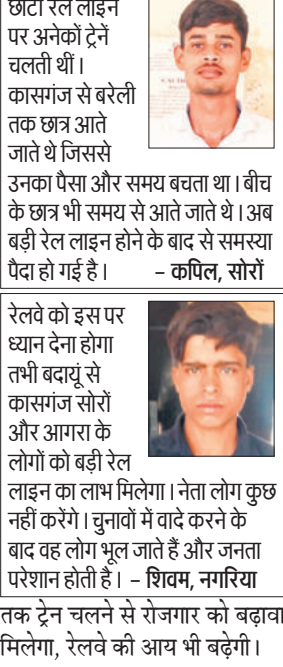 छोटी रेल लाइन
पर अनेकों ट्रेनें
चलती थीं।
कासगंज से बरेली
तक छात्र आते
जाते थे जिससे
उनका पैसा और समय बचता था। बीच
के छात्र भी समय से आते जाते थे। अब
बड़ी रेल लाइन होने के बाद से समस्या
पैदा हो गई है। – कपिल, सोरों
रेलवे को इस पर
ध्यान देना होगा
तभी बदायूं से
कासगंज सोरों
और आगरा के
लोगों को बड़ी रेल
लाइन का लाभ मिलेगा। नेता लोग कुछ
नहीं करेंगे। चुनावों में वादे करने के
बाद वह लोग भूल जाते हैं और जनता
परेशान होती है। – शिवम, नगरिया
तक ट्रेन चलने से रोजगार को बढ़ावा
मिलेगा, रेलवे की आय भी बढ़ेगी।